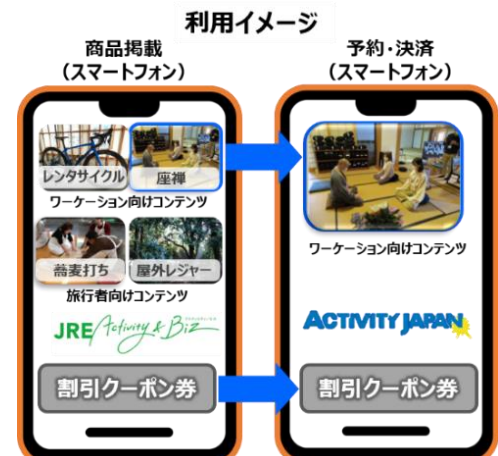 利用イメージ
商品掲載
（スマートフォン）
レンタサイクル
座禅
ワーケーション向けコンテンツ
蕎麦打ち
屋外レジャー
旅行者向けコンテンツ
JRE Activity & Biz
割引クーポン券
予約・決済
（スマートフォン）
ワーケーション向けコンテンツ
ACTIVITY JAPAN
割引クーポン券